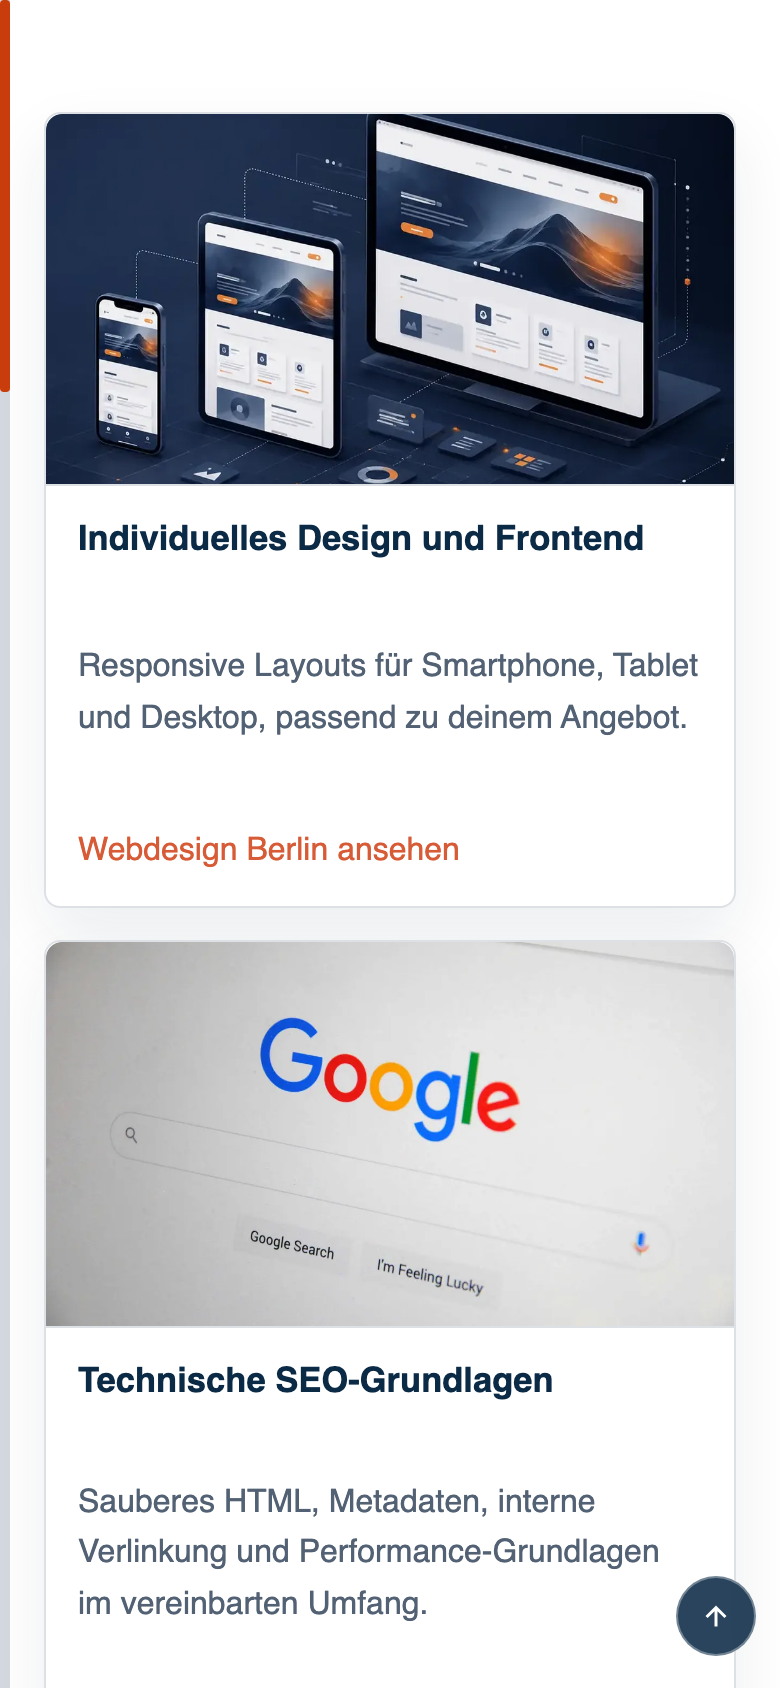 Individuelles Design und Frontend
Responsive Layouts für Smartphone, Tablet
und Desktop, passend zu deinem Angebot.
Webdesign Berlin ansehen
Google
Google Search
I'm Feeling Lucky
Technische SEO-Grundlagen
Sauberes HTML, Metadaten, interne
Verlinkung und Performance-Grundlagen
im vereinbarten Umfang.